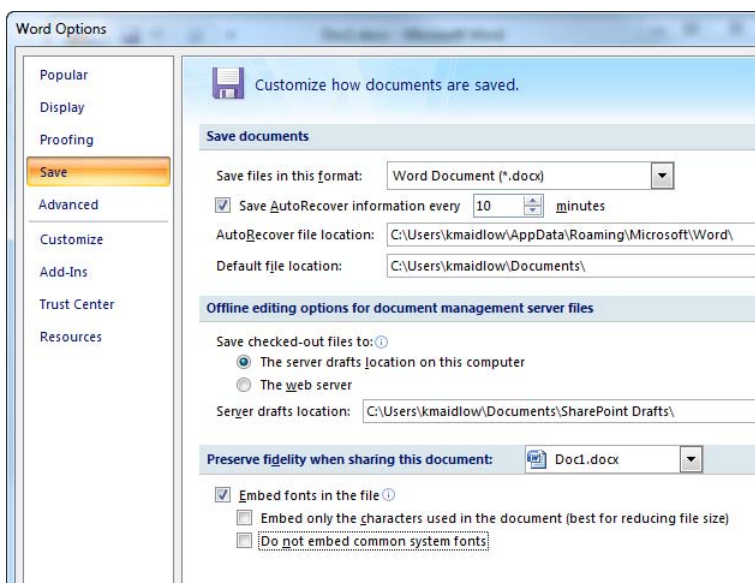 Word Options
Doc1.docx - Microsoft Word
Popular
Display
Proofing
Save
Advanced
Customize
Add-Ins
Trust Center
Resources
Customize how documents are saved.
Save documents
Save files in this format: Word Document (*.docx)
Save AutoRecover information every 10 minutes
AutoRecover file location: C:\Users\kmaidlow\AppData\Roaming\Microsoft\Word\
Default file location: C:\Users\kmaidlow\Documents\
Offline editing options for document management server files
Save checked-out files to:
The server drafts location on this computer
The web server
Server drafts location: C:\Users\kmaidlow\Documents\SharePoint Drafts\
Preserve fidelity when sharing this document: Doc1.docx
Embed fonts in the file
Embed only the characters used in the document (best for reducing file size)
Do not embed common system fonts